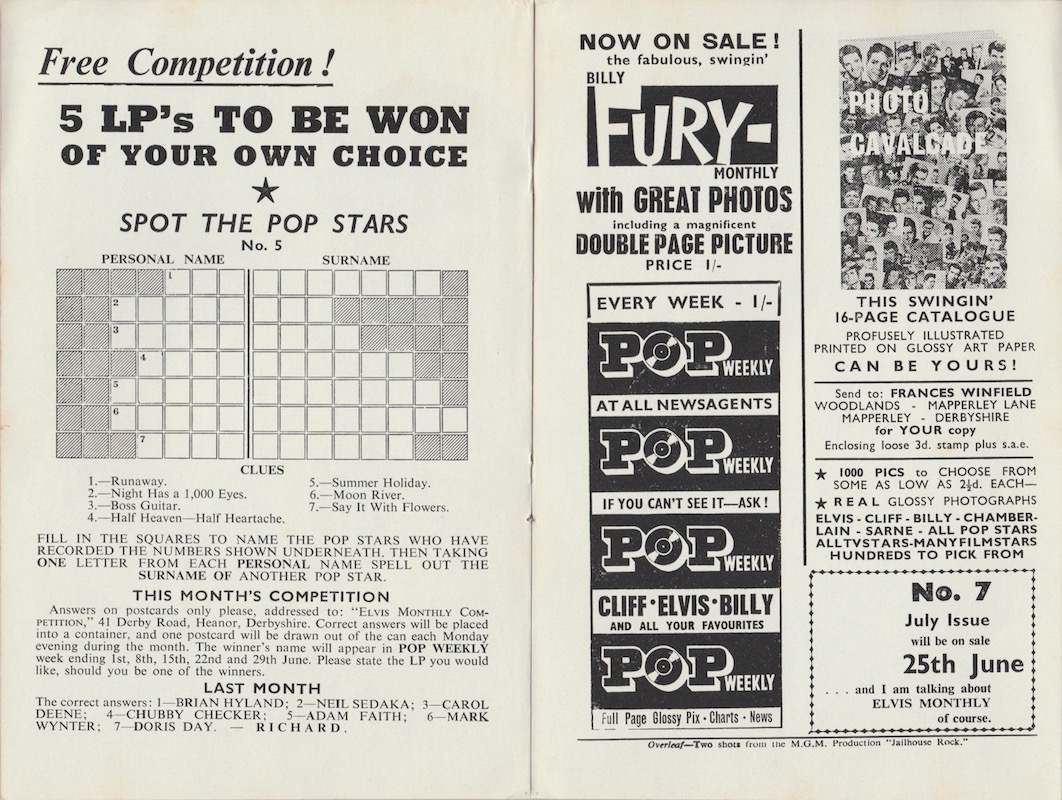 Free Competition!
5 LP's TO BE WON
OF YOUR OWN CHOICE
★
SPOT THE POP STARS
No. 5
PERSONAL NAME SURNAME
1
2
3
4
5
6
7
CLUES
1.—Runaway.
2.—Night Has a 1,000 Eyes.
3.—Boss Guitar.
4.—Half Heaven—Half Heartache.
5.—Summer Holiday.
6.—Moon River.
7.—Say It With Flowers.
FILL IN THE SQUARES TO NAME THE POP STARS WHO HAVE
RECORDED THE NUMBERS SHOWN UNDERNEATH. THEN TAKING
ONE LETTER FROM EACH PERSONAL NAME SPELL OUT THE
SURNAME OF ANOTHER POP STAR.
THIS MONTH'S COMPETITION
Answers on postcards only please, addressed to: "ELVIS MONTHLY COM-
PETITION," 41 Derby Road, Heanor, Derbyshire. Correct answers will be placed
into a container, and one postcard will be drawn out of the can each Monday
evening during the month. The winner's name will appear in POP WEEKLY
week ending 1st, 8th, 15th, 22nd and 29th June. Please state the LP you would
like, should you be one of the winners.
LAST MONTH
The correct answers: 1—BRIAN HYLAND; 2—NEIL SEDAKA; 3—CAROL
DEENE; 4—CHUBBY CHECKER; 5—ADAM FAITH; 6—MARK
WYNTER; 7—DORIS DAY. — RICHARD.
NOW ON SALE!
the fabulous, swingin'
BILLY
FURY-
MONTHLY
with GREAT PHOTOS
including a magnificent
DOUBLE PAGE PICTURE
PRICE 1/-
EVERY WEEK - 1/-
POP WEEKLY
AT ALL NEWSAGENTS
POP WEEKLY
IF YOU CAN'T SEE IT—ASK!
POP WEEKLY
CLIFF·ELVIS·BILLY
AND ALL YOUR FAVOURITES
POP WEEKLY
Full Page Glossy Pix · Charts · News
PHOTO
CAVALCADE
THIS SWINGIN'
16-PAGE CATALOGUE
PROFUSELY ILLUSTRATED
PRINTED ON GLOSSY ART PAPER
CAN BE YOURS!
Send to: FRANCES WINFIELD
WOODLANDS - MAPPERLEY LANE
MAPPERLEY - DERBYSHIRE
for YOUR copy
Enclosing loose 3d. stamp plus s.a.e.
★ 1000 PICS to CHOOSE FROM
SOME AS LOW AS 2½d. EACH—
★ REAL GLOSSY PHOTOGRAPHS
ELVIS - CLIFF - BILLY - CHAMBER-
LAIN - SARNE - ALL POP STARS
ALL TV STARS-MANY FILM STARS
HUNDREDS TO PICK FROM
No. 7
July Issue
will be on sale
25th June
. . . and I am talking about
ELVIS MONTHLY
of course.
Overleaf—Two shots from the M.G.M. Production "Jailhouse Rock."